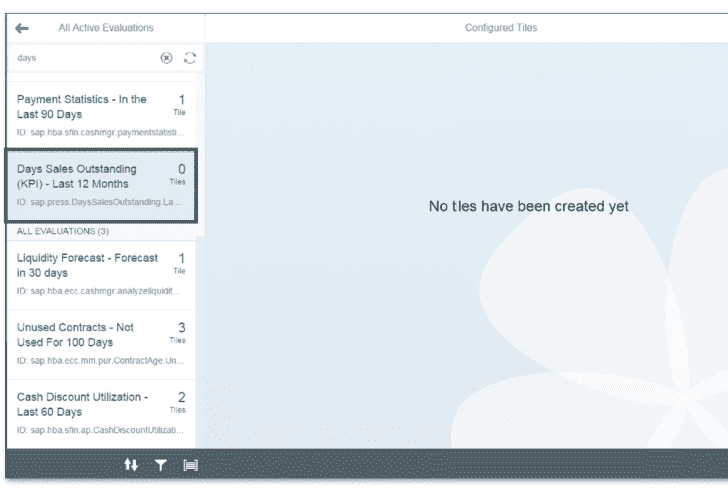 All Active Evaluations
Configured Tiles
days
Payment Statistics - In the 1
Last 90 Days Tile
ID: sap.hba.sfin.cashmgr.paymentstatisti...
Days Sales Outstanding 0
(KPI) - Last 12 Months Tiles
ID: sap.press.DaysSalesOutstanding.La...
ALL EVALUATIONS (3)
Liquidity Forecast - Forecast 1
in 30 days Tile
ID: sap.hba.ecc.cashmgr.analyzeliquidit...
Unused Contracts - Not 3
Used For 100 Days Tiles
ID: sap.hba.ecc.mm.pur.ContractAge.Un...
Cash Discount Utilization - 2
Last 60 Days Tiles
ID: sap.hba.sfin.ap.CashDiscountUtilizati...
No tles have been created yet